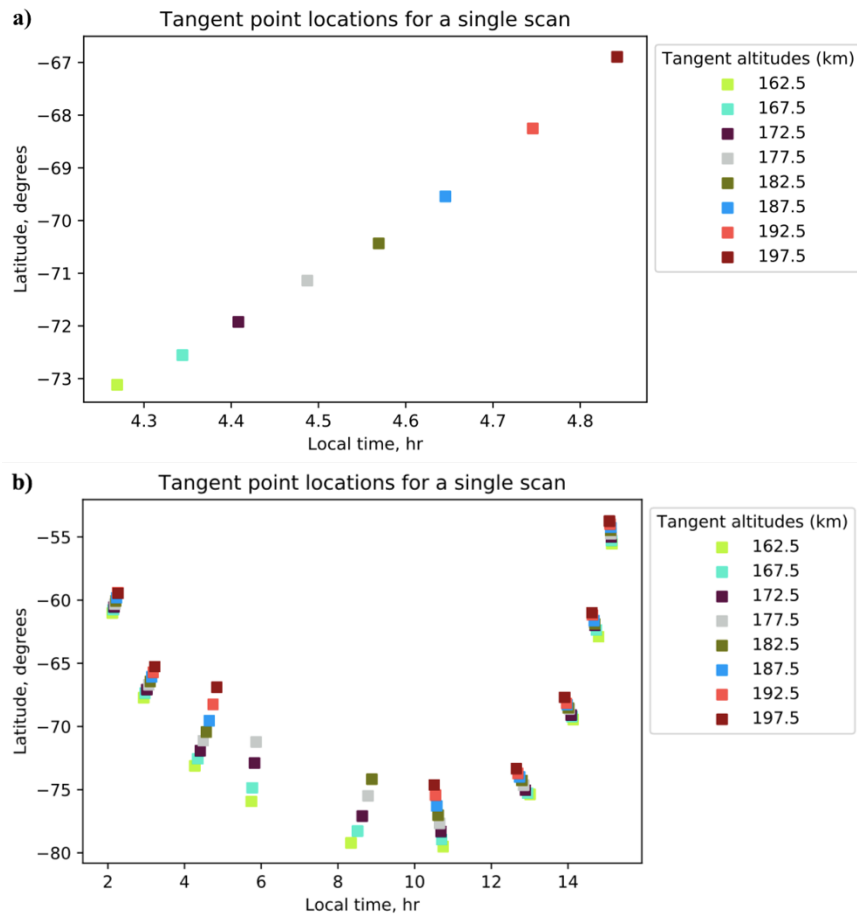 a)
Tangent point locations for a single scan
−67
−68
−69
−70
−71
−72
−73
Latitude, degrees
4.3 4.4 4.5 4.6 4.7 4.8
Local time, hr
Tangent altitudes (km)
162.5
167.5
172.5
177.5
182.5
187.5
192.5
197.5
b)
Tangent point locations for a single scan
−55
−60
−65
−70
−75
−80
Latitude, degrees
2 4 6 8 10 12 14
Local time, hr
Tangent altitudes (km)
162.5
167.5
172.5
177.5
182.5
187.5
192.5
197.5